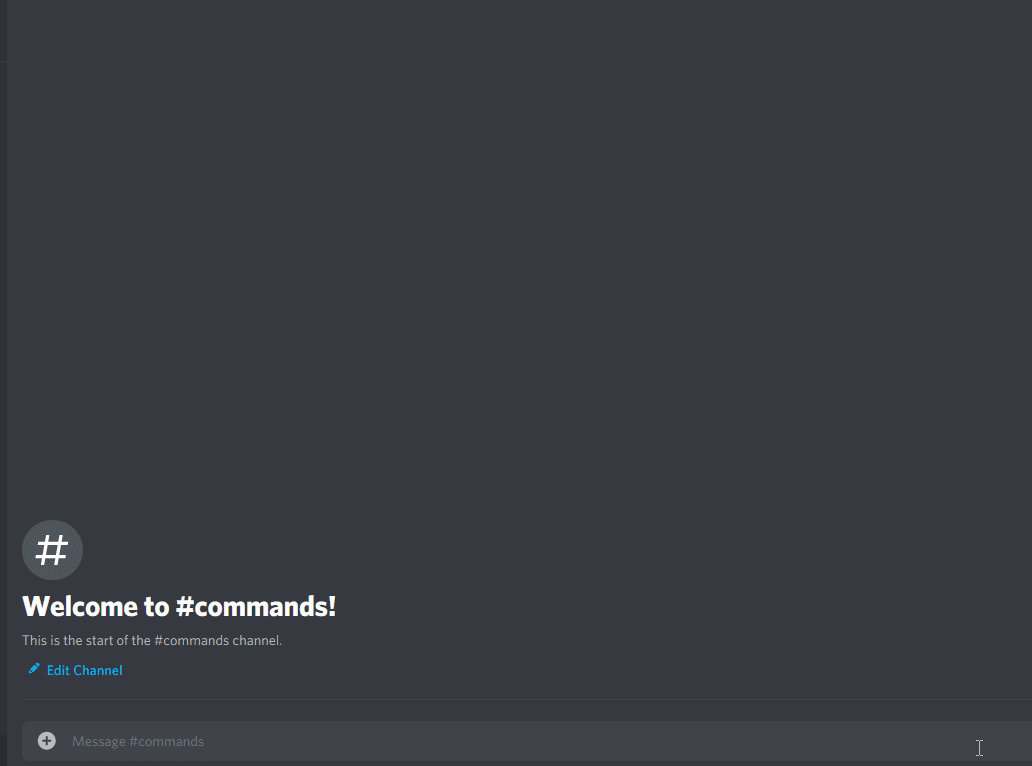 #
Welcome to #commands!
This is the start of the #commands channel.
Edit Channel
Message #commands